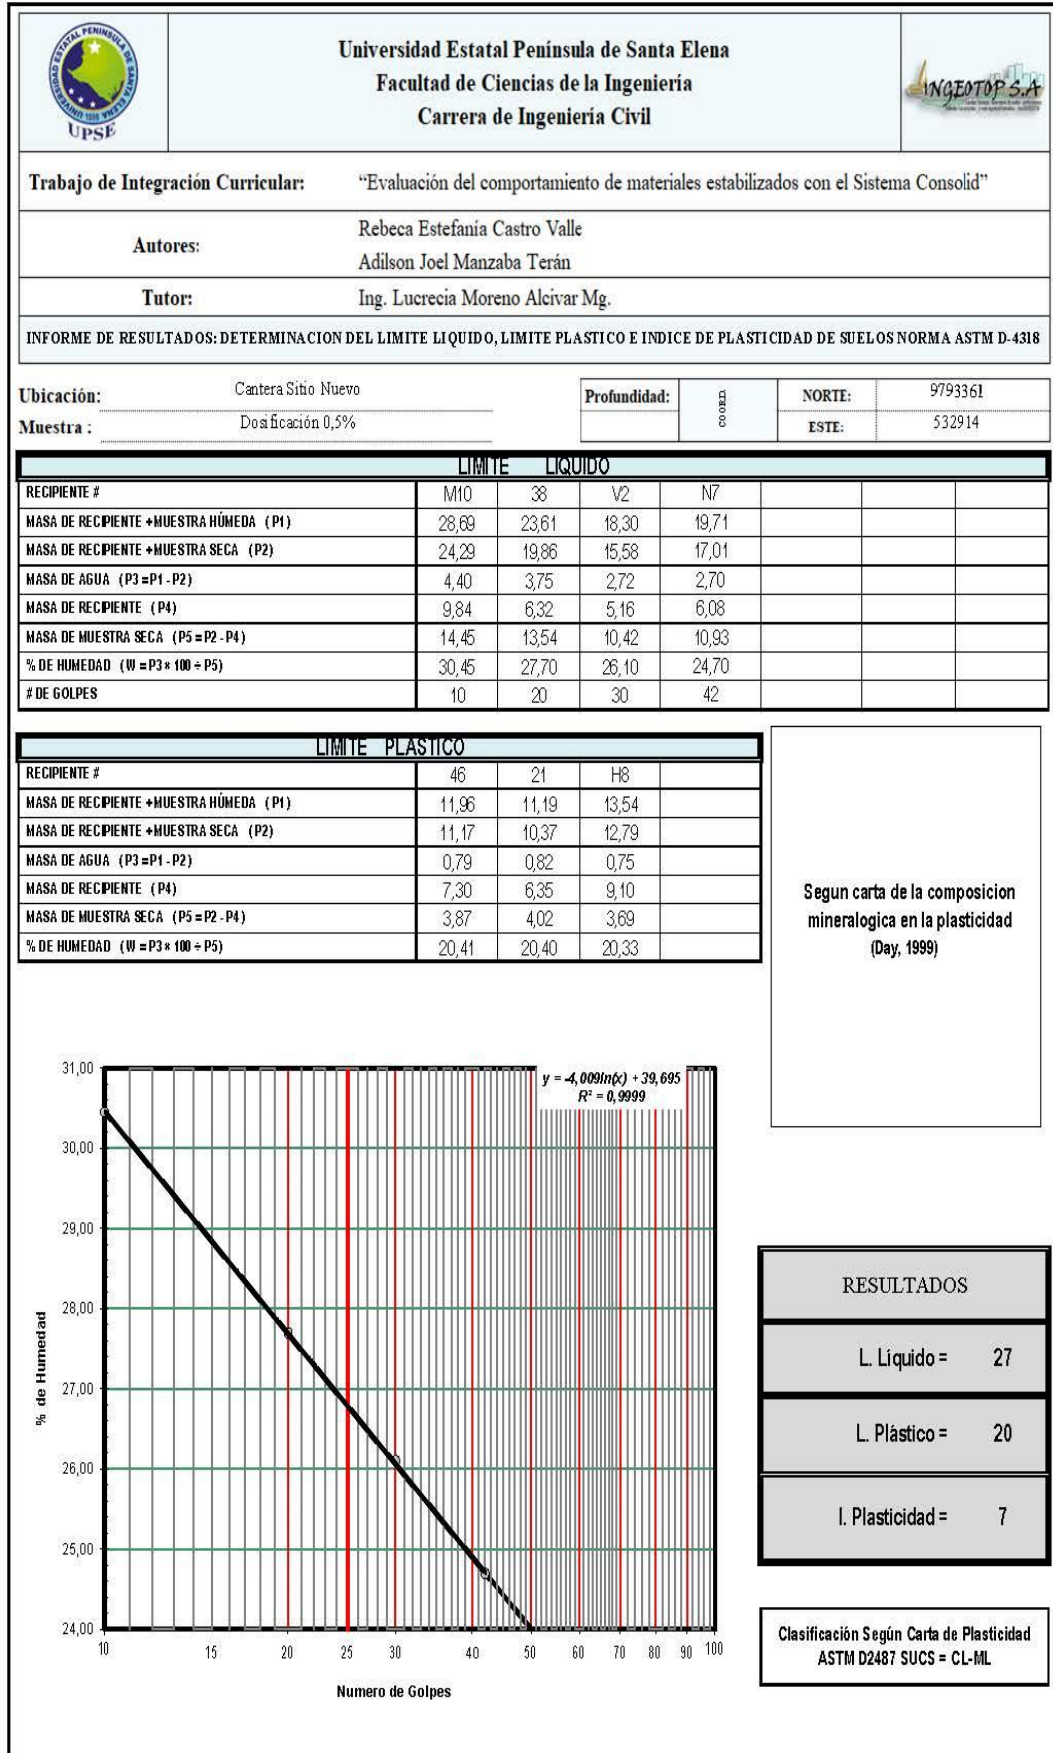 UNIVERSIDAD ESTATAL PENINSULA DE SANTA ELENA
UPSE
Universidad Estatal Península de Santa Elena
Facultad de Ciencias de la Ingeniería
Carrera de Ingeniería Civil
INGEOTOP S.A
Trabajo de Integración Curricular: “Evaluación del comportamiento de materiales estabilizados con el Sistema Consolid”
Autores:
Rebeca Estefanía Castro Valle
Adilson Joel Manzaba Terán
Tutor: Ing. Lucrecia Moreno Alcivar Mg.
INFORME DE RESULTADOS: DETERMINACION DEL LIMITE LIQUIDO, LIMITE PLASTICO E INDICE DE PLASTICIDAD DE SUELOS NORMA ASTM D-4318
Ubicación: Cantera Sitio Nuevo Profundidad: COORD. NORTE: 9793361
Muestra : Dosificación 0,5% ESTE: 532914
LIMITE LIQUIDO
RECIPIENTE # M10 38 V2 N7
MASA DE RECIPIENTE +MUESTRA HÚMEDA (P1) 28,69 23,61 18,30 19,71
MASA DE RECIPIENTE +MUESTRA SECA (P2) 24,29 19,86 15,58 17,01
MASA DE AGUA (P3 =P1 - P2) 4,40 3,75 2,72 2,70
MASA DE RECIPIENTE (P4) 9,84 6,32 5,16 6,08
MASA DE MUESTRA SECA (P5 = P2 - P4) 14,45 13,54 10,42 10,93
% DE HUMEDAD (W = P3 * 100 ÷ P5) 30,45 27,70 26,10 24,70
# DE GOLPES 10 20 30 42
LIMITE PLASTICO
RECIPIENTE # 46 21 H8
MASA DE RECIPIENTE +MUESTRA HÚMEDA (P1) 11,96 11,19 13,54
MASA DE RECIPIENTE +MUESTRA SECA (P2) 11,17 10,37 12,79
MASA DE AGUA (P3 =P1 - P2) 0,79 0,82 0,75
MASA DE RECIPIENTE (P4) 7,30 6,35 9,10
MASA DE MUESTRA SECA (P5 = P2 - P4) 3,87 4,02 3,69
% DE HUMEDAD (W = P3 * 100 ÷ P5) 20,41 20,40 20,33
Segun carta de la composicion
mineralogica en la plasticidad
(Day, 1999)
y = -4,009ln(x) + 39,695
R² = 0,9999
31,00
30,00
29,00
28,00
27,00
26,00
25,00
24,00
% de Humedad
10 15 20 25 30 40 50 60 70 80 90 100
Numero de Golpes
RESULTADOS
L. Líquido = 27
L. Plástico = 20
I. Plasticidad = 7
Clasificación Según Carta de Plasticidad
ASTM D2487 SUCS = CL-ML